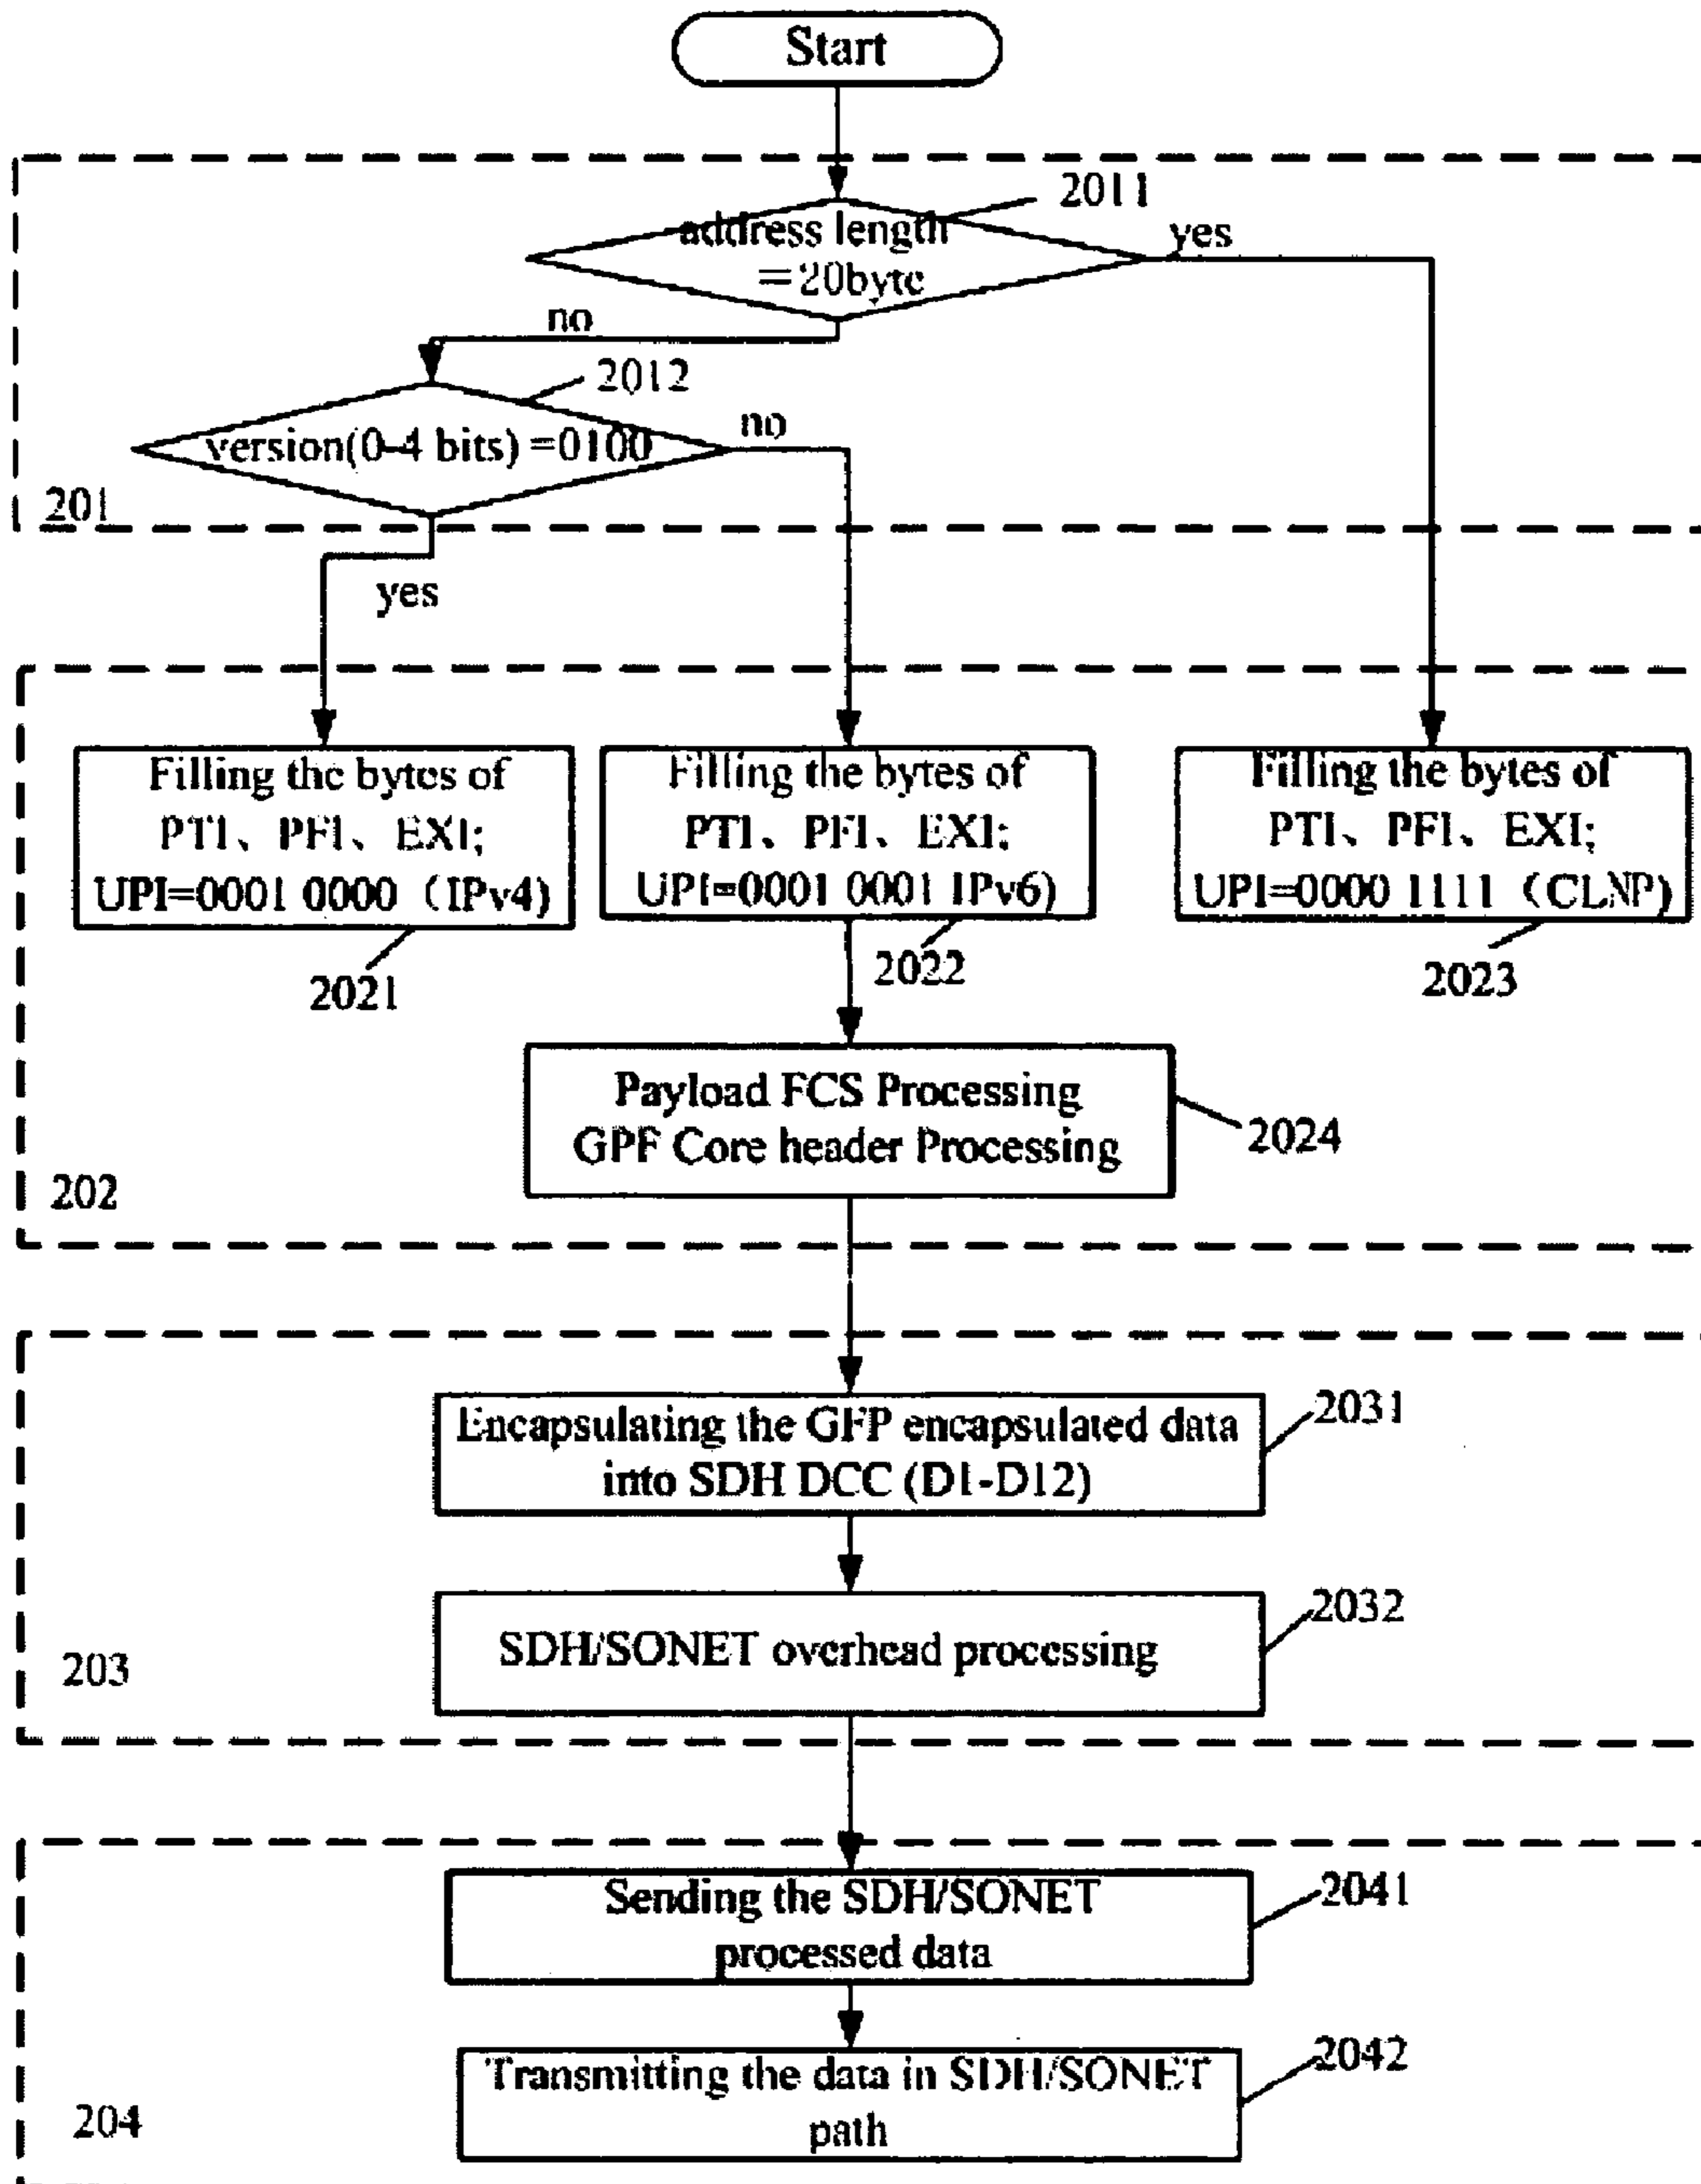 Start
2011
address length
=20byte
yes
no
2012
version(0-4 bits) =0100
no
201
yes
Filling the bytes of
PTI、PFI、EXI;
UPI=0001 0000（IPv4)
2021
Filling the bytes of
PTI、PFI、EXI;
UPI=0001 0001 IPv6)
2022
Filling the bytes of
PTI、PFI、EXI;
UPI=0000 1111（CLNP)
2023
Payload FCS Processing
GPF Core header Processing
2024
202
Encapsulating the GFP encapsulated data
into SDH DCC (D1-D12)
2031
SDH/SONET overhead processing
2032
203
Sending the SDH/SONET
processed data
2041
Transmitting the data in SDH/SONET
path
2042
204